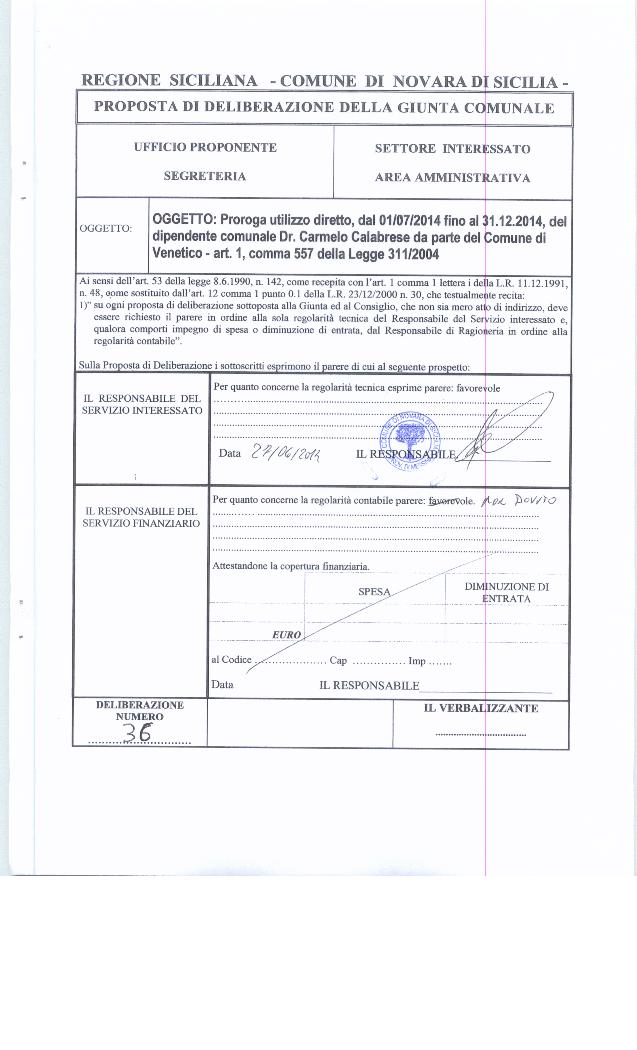 REGIONE SICILIANA - COMUNE DI NOVARA DI SICILIA -
PROPOSTA DI DELIBERAZIONE DELLA GIUNTA COMUNALE
UFFICIO PROPONENTE
SEGRETERIA
SETTORE INTERESSATO
AREA AMMINISTRATIVA
OGGETTO:
OGGETTO: Proroga utilizzo diretto, dal 01/07/2014 fino al 31.12.2014, del
dipendente comunale Dr. Carmelo Calabrese da parte del Comune di
Venetico - art. 1, comma 557 della Legge 311/2004
Ai sensi dell'art. 53 della legge 8.6.1990, n. 142, come recepita con l'art. 1 comma 1 lettera i della L.R. 11.12.1991,
n. 48, come sostituito dall'art. 12 comma 1 punto 0.1 della L.R. 23/12/2000 n. 30, che testualmente recita:
1)" su ogni proposta di deliberazione sottoposta alla Giunta ed al Consiglio, che non sia mero atto di indirizzo, deve
essere richiesto il parere in ordine alla sola regolarità tecnica del Responsabile del Servizio interessato e,
qualora comporti impegno di spesa o diminuzione di entrata, dal Responsabile di Ragioneria in ordine alla
regolarità contabile".
Sulla Proposta di Deliberazione i sottoscritti esprimono il parere di cui al seguente prospetto:
IL RESPONSABILE DEL
SERVIZIO INTERESSATO
Per quanto concerne la regolarità tecnica esprime parere: favorevole
COMUNE DI NOVARA DI SICILIA
PROV. DI MESSINA
Data 27/06/2014 IL RESPONSABILE
IL RESPONSABILE DEL
SERVIZIO FINANZIARIO
Per quanto concerne la regolarità contabile parere: favorevole. NON DOVUTO
Attestandone la copertura finanziaria.
SPESA
DIMINUZIONE DI
ENTRATA
EURO
al Codice ........................ Cap .............. Imp .......
Data IL RESPONSABILE
DELIBERAZIONE
NUMERO
36
IL VERBALIZZANTE